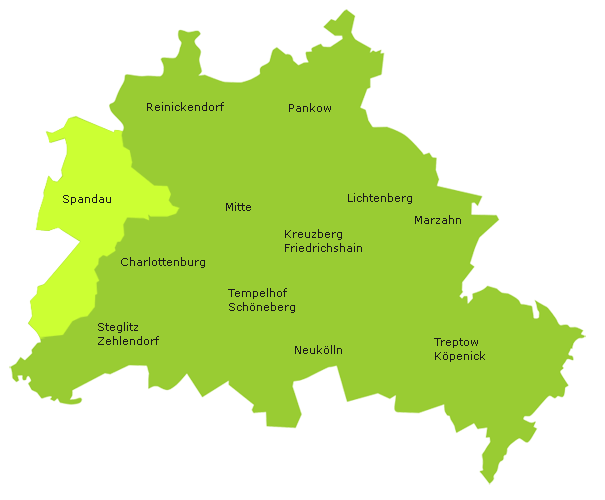 Reinickendorf
Pankow
Spandau
Mitte
Lichtenberg
Marzahn
Kreuzberg
Friedrichshain
Charlottenburg
Tempelhof
Schöneberg
Steglitz
Zehlendorf
Neukölln
Treptow
Köpenick